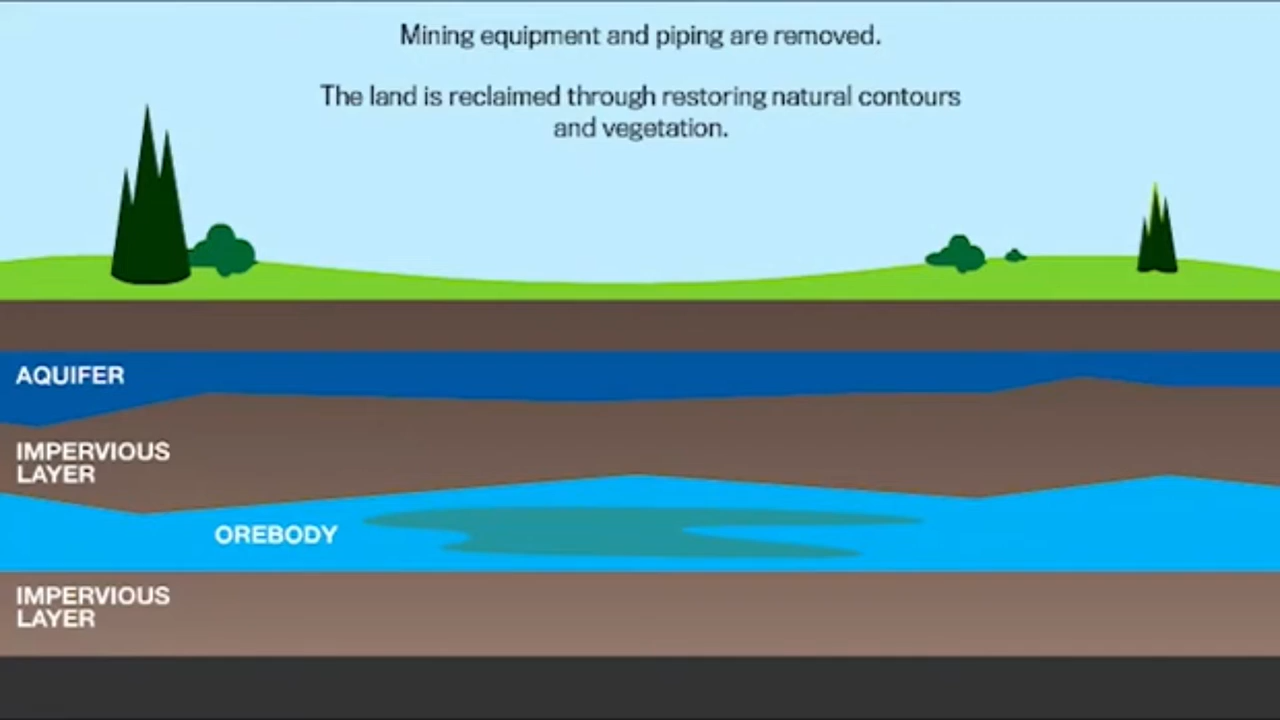 Mining equipment and piping are removed.
The land is reclaimed through restoring natural contours
and vegetation.
AQUIFER
IMPERVIOUS
LAYER
OREBODY
IMPERVIOUS
LAYER